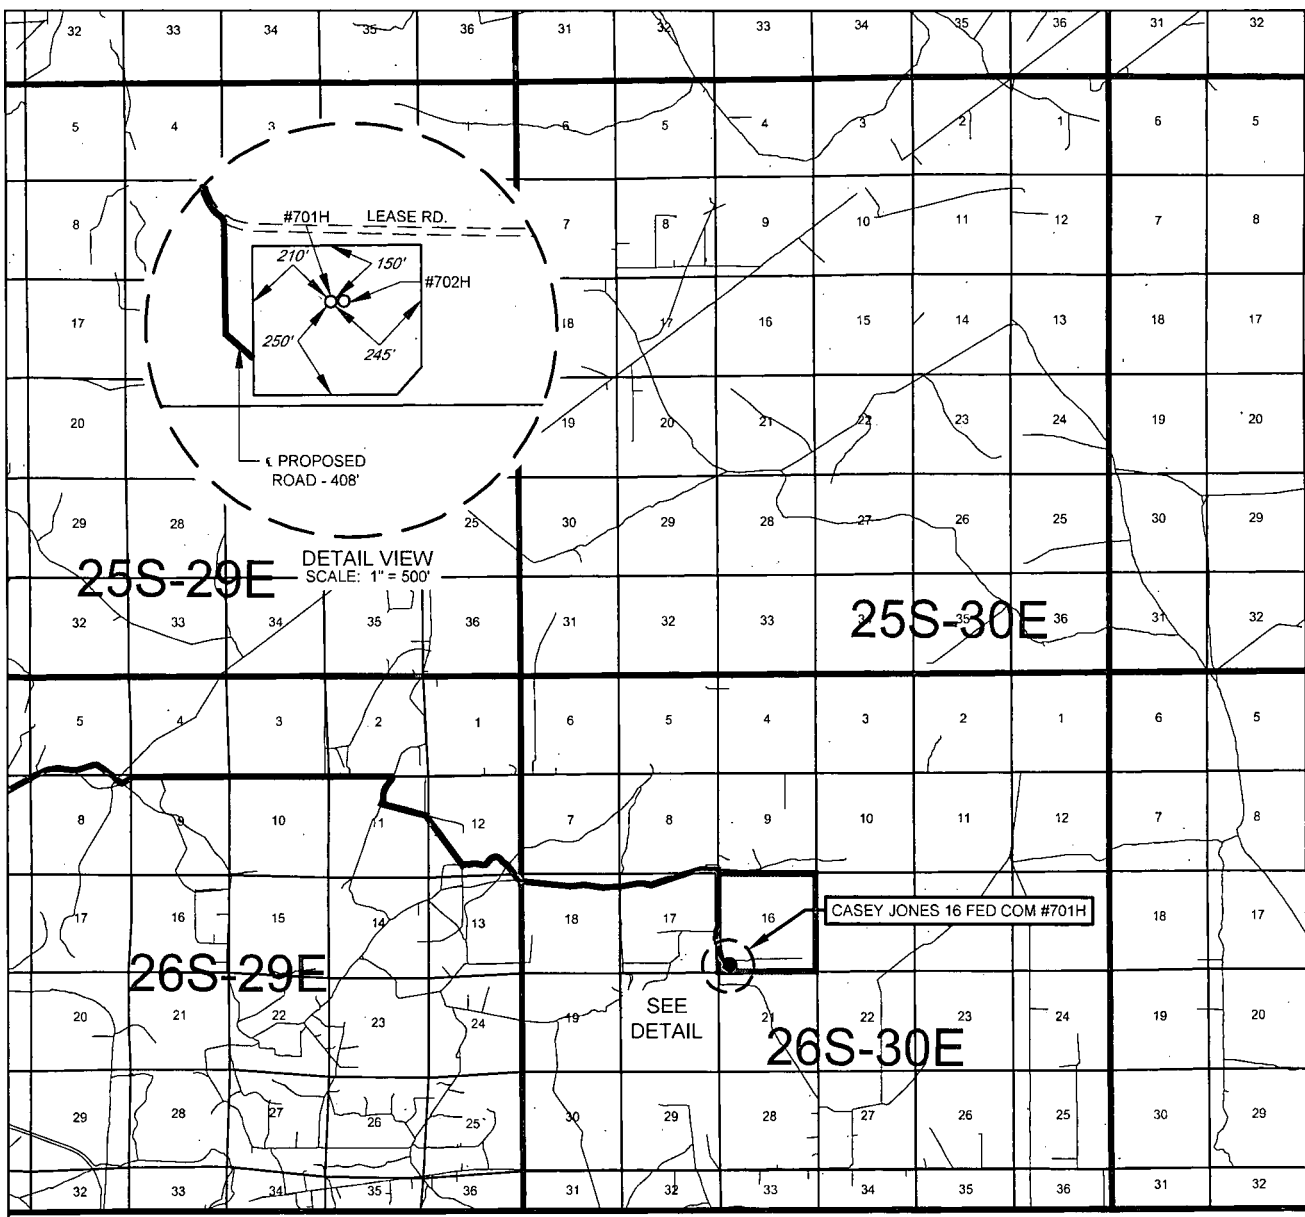 32 33 34 35 36 31 32 33 34 35 36 31 32
5 4 3 1 6 5 4 3 2 1 6 5
8 7 8 9 10 11 12 7 8
#701H LEASE RD.
210' 150'
#702H
17 18 17 16 15 14 13 18 17
250' 245'
20 19 20 21 22 23 24 19 20
℄ PROPOSED
ROAD - 408'
29 28 25 30 29 28 27 26 25 30 29
DETAIL VIEW
SCALE: 1" = 500'
25S-29E
25S-30E
32 33 34 35 36 31 32 33 34 35 36 31 32
5 4 3 2 1 6 5 4 3 2 1 6 5
8 9 10 11 12 7 8 9 10 11 12 7 8
CASEY JONES 16 FED COM #701H
17 16 15 14 13 18 17 16 18 17
26S-29E
SEE
DETAIL
20 21 22 23 24 19 21 22 23 24 19 20
26S-30E
29 28 27 26 25 30 29 28 27 26 25 30 29
32 33 34 35 36 31 32 33 34 35 36 31 32